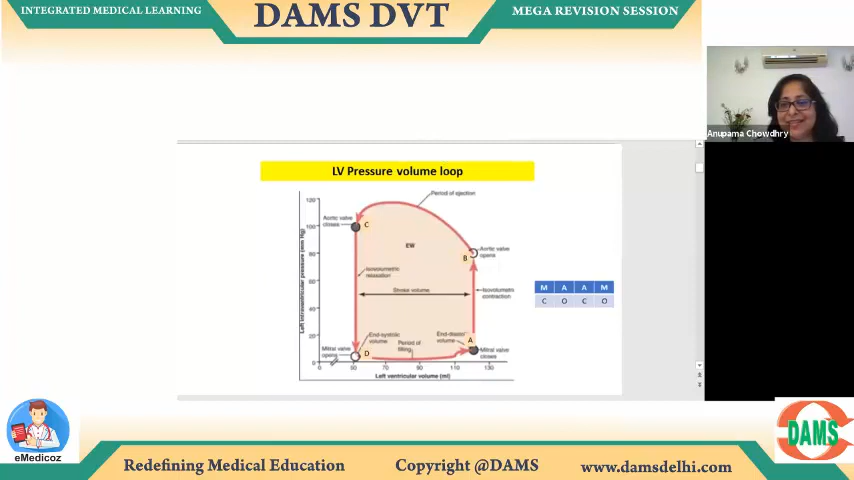 INTEGRATED MEDICAL LEARNING
DAMS DVT
MEGA REVISION SESSION
Anupama Chowdhry
LV Pressure volume loop
Period of ejection
120
Aortic valve
closes
C
100
EW
Aortic valve
opens
B
80
Isovolumetric
relaxation
60
Stroke volume
Isovolumetric
contraction
40
M A A M
C O C O
20
End-systolic
volume
End-diastolic
volume
A
Mitral valve
opens
D
Period of
filling
Mitral valve
closes
0
50 70 90 110 130
Left ventricular volume (ml)
Left intraventricular pressure (mm Hg)
eMedicoz
DAMS
Redefining Medical Education
Copyright @DAMS
www.damsdelhi.com